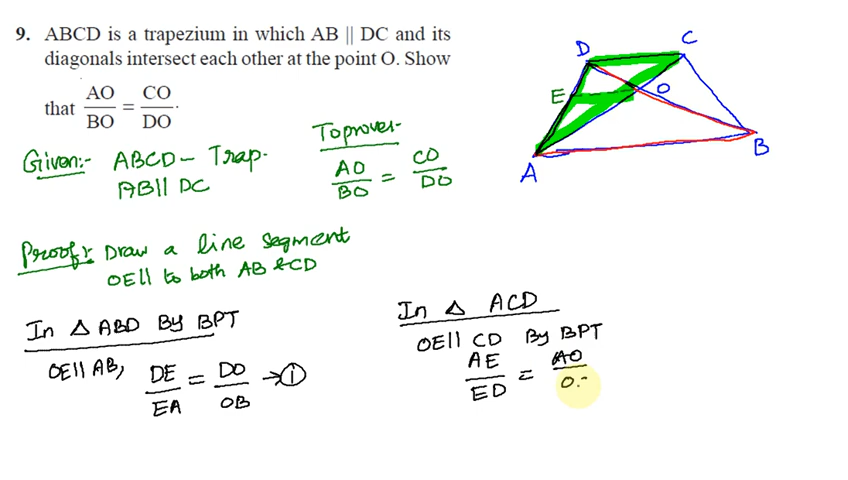 9. ABCD is a trapezium in which AB || DC and its
diagonals intersect each other at the point O. Show
that AO/BO = CO/DO.
Given:- ABCD - Trap.
AB || DC
To prove:-
AO/BO = CO/DO
D C
E O
A B
Proof:- Draw a line segment
OE || to both AB & CD
In △ ABD By BPT
OE || AB, DE/EA = DO/OB → ①
In △ ACD
OE || CD By BPT
AE/ED = AO/O